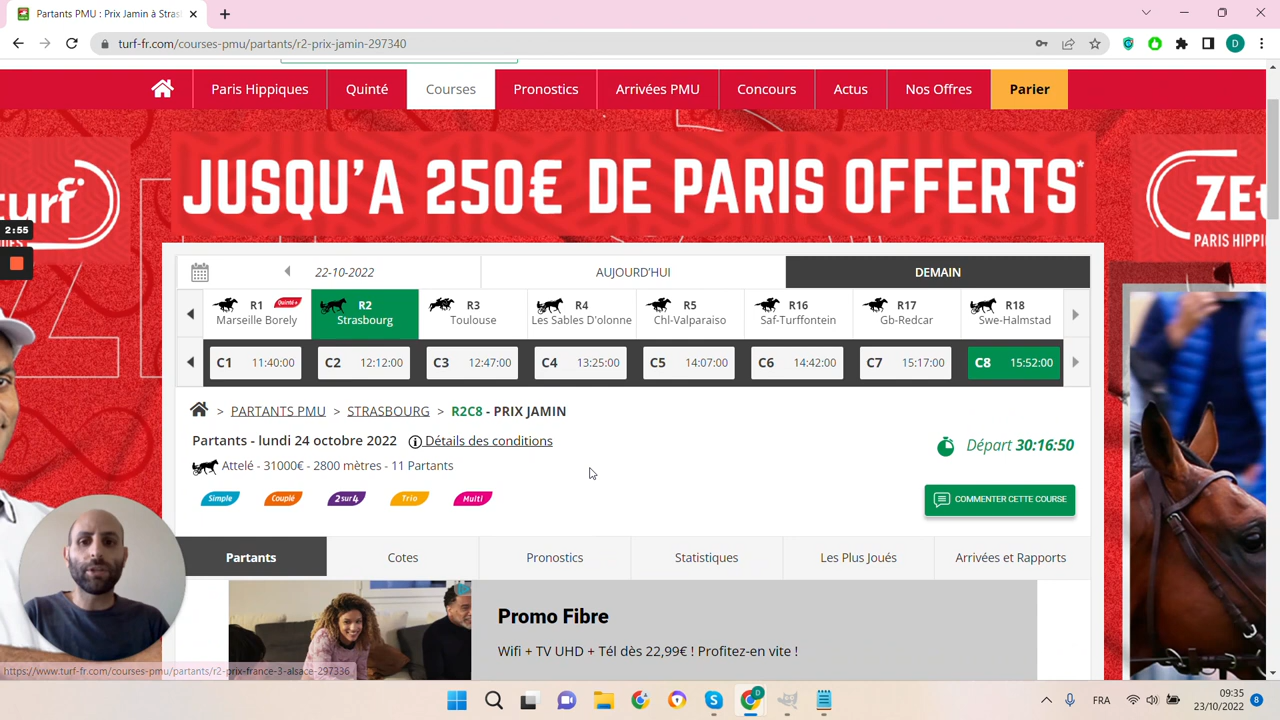 Partants PMU : Prix Jamin à Stras
turf-fr.com/courses-pmu/partants/r2-prix-jamin-297340
Paris Hippiques
Quinté
Courses
Pronostics
Arrivées PMU
Concours
Actus
Nos Offres
Parier
JUSQU'A 250€ DE PARIS OFFERTS*
turf
ZEt
PARIS HIPPI
2:55
22-10-2022
AUJOURD'HUI
DEMAIN
R1
Quinté+
Marseille Borely
R2
Strasbourg
R3
Toulouse
R4
Les Sables D'olonne
R5
Chl-Valparaiso
R16
Saf-Turffontein
R17
Gb-Redcar
R18
Swe-Halmstad
C1 11:40:00
C2 12:12:00
C3 12:47:00
C4 13:25:00
C5 14:07:00
C6 14:42:00
C7 15:17:00
C8 15:52:00
> PARTANTS PMU > STRASBOURG > R2C8 - PRIX JAMIN
Partants - lundi 24 octobre 2022 Détails des conditions
Départ 30:16:50
Attelé - 31000€ - 2800 mètres - 11 Partants
Simple
Couplé
2 sur 4
Trio
Multi
COMMENTER CETTE COURSE
Partants
Cotes
Pronostics
Statistiques
Les Plus Joués
Arrivées et Rapports
Promo Fibre
Wifi + TV UHD + Tél dès 22,99€ ! Profitez-en vite !
https://www.turf-fr.com/courses-pmu/partants/r2-prix-france-3-alsace-297336
FRA
09:35
23/10/2022
8